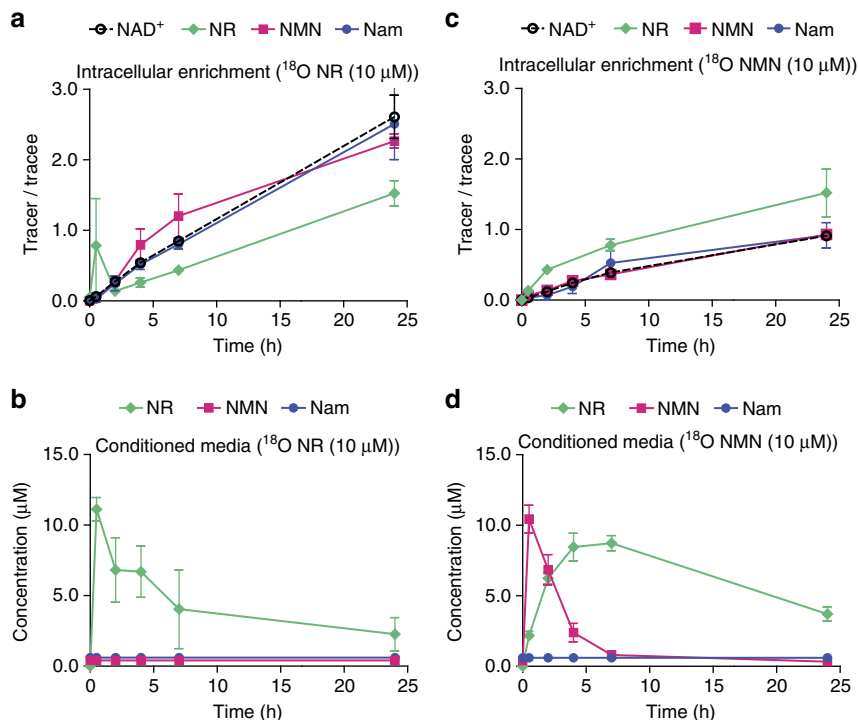 a
NAD⁺ NR NMN Nam
Intracellular enrichment (¹⁸O NR (10 μM))
3.0
2.0
1.0
0.0
Tracer / tracee
0 5 10 15 20 25
Time (h)
c
NAD⁺ NR NMN Nam
Intracellular enrichment (¹⁸O NMN (10 μM))
3.0
2.0
1.0
0.0
Tracer / tracee
0 5 10 15 20 25
Time (h)
b
NR NMN Nam
Conditioned media (¹⁸O NR (10 μM))
15.0
10.0
5.0
0.0
Concentration (μM)
0 5 10 15 20 25
Time (h)
d
NR NMN Nam
Conditioned media (¹⁸O NMN (10 μM))
15.0
10.0
5.0
0.0
Concentration (μM)
0 5 10 15 20 25
Time (h)